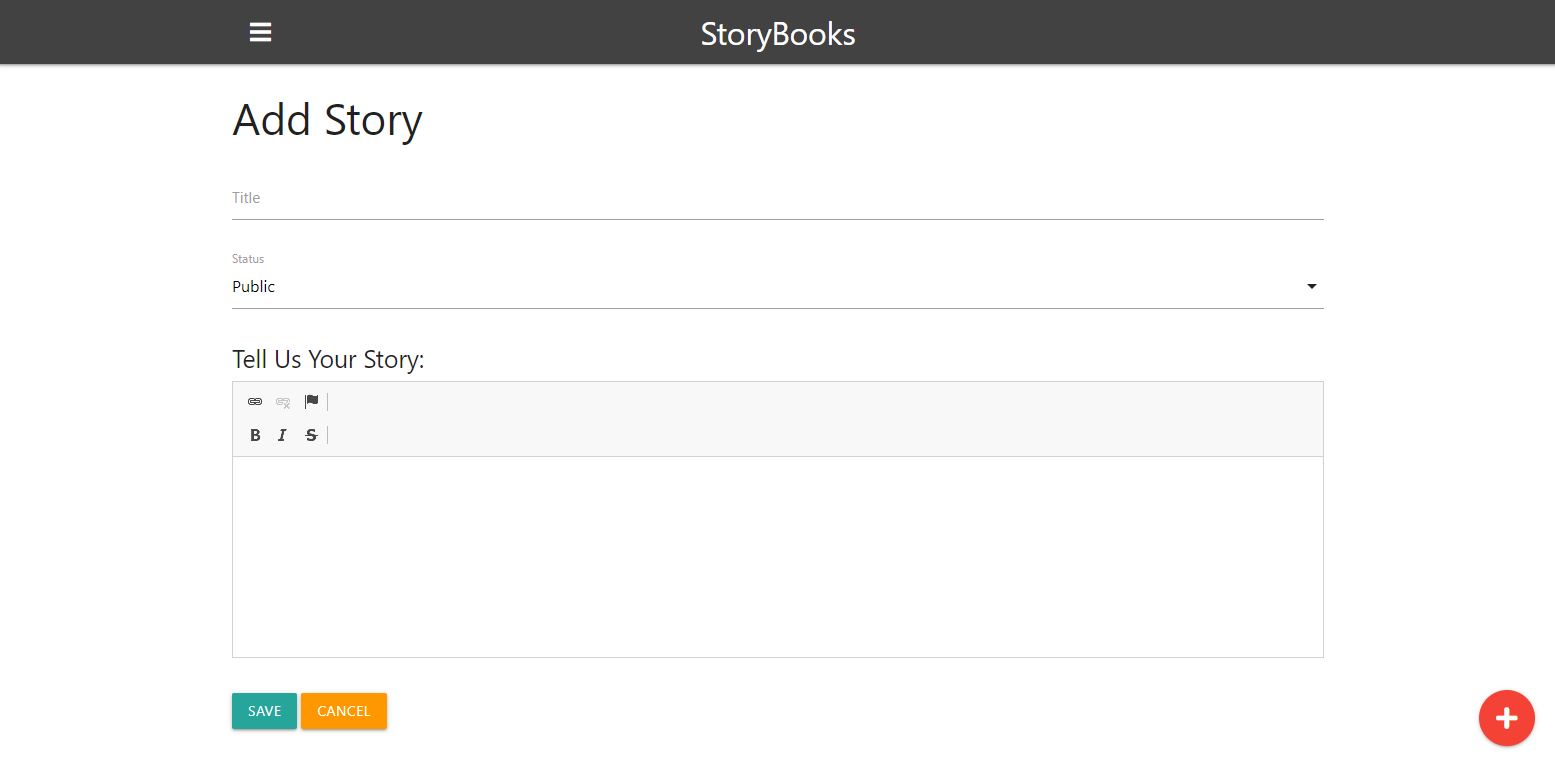 StoryBooks
Add Story
Title
Status
Public
Tell Us Your Story:
B I S
SAVE CANCEL